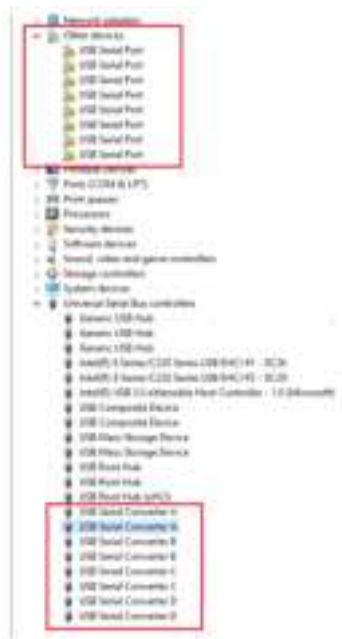 Network adapters
Other devices
USB Serial Port
USB Serial Port
USB Serial Port
USB Serial Port
USB Serial Port
USB Serial Port
USB Serial Port
USB Serial Port
Ports (COM & LPT)
Print queues
Processors
Security devices
Software devices
Sound, video and game controllers
Storage controllers
System devices
Universal Serial Bus controllers
Generic USB Hub
Generic USB Hub
Generic USB Hub
USB Composite Device
USB Composite Device
USB Mass Storage Device
USB Mass Storage Device
USB Root Hub
USB Root Hub
USB Root Hub (xHCI)
USB Serial Converter A
USB Serial Converter A
USB Serial Converter B
USB Serial Converter B
USB Serial Converter C
USB Serial Converter C
USB Serial Converter D
USB Serial Converter D